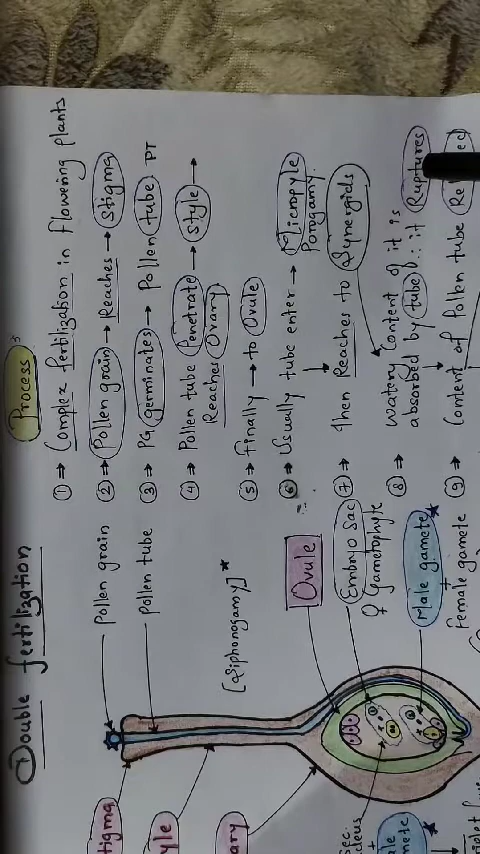 Double fertilization
Process
① ⇒ Complex fertilization in flowering plants
② ⇒ Pollen grain → Reaches → Stigma
③ ⇒ PG germinates → Pollen tube PT
④ ⇒ Pollen tube Penetrate → Style →
Reaches Ovary
⑤ ⇒ Finally → to Ovule
⑥ ⇒ Usually tube enter → Micropyle
Porogamy
⑦ ⇒ Then Reaches to Synergids
⑧ ⇒ Watery Content of it is
absorbed by tube ∴ it Ruptures
⑨ ⇒ Content of Pollen tube
Pollen grain
Pollen tube
[Siphonogamy]*
Ovule
Embryo Sac
♀ Gametophyte
Male gamete
+
Female gamete